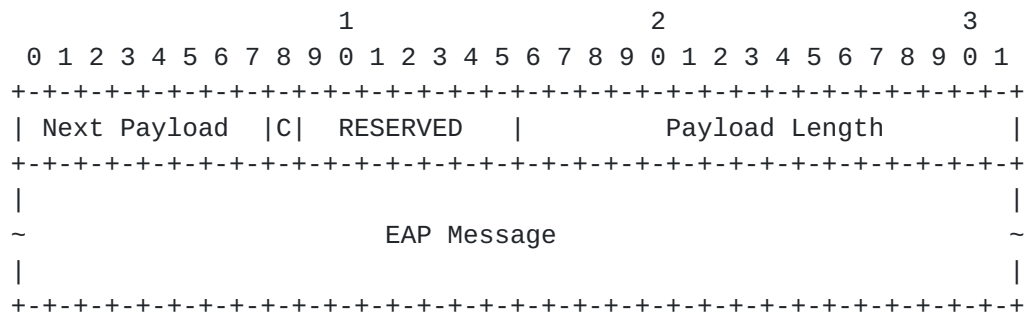 1                   2                   3
 0 1 2 3 4 5 6 7 8 9 0 1 2 3 4 5 6 7 8 9 0 1 2 3 4 5 6 7 8 9 0 1
+-+-+-+-+-+-+-+-+-+-+-+-+-+-+-+-+-+-+-+-+-+-+-+-+-+-+-+-+-+-+-+-+
| Next Payload  |C|  RESERVED   |         Payload Length        |
+-+-+-+-+-+-+-+-+-+-+-+-+-+-+-+-+-+-+-+-+-+-+-+-+-+-+-+-+-+-+-+-+
|                                                               |
~                       EAP Message                             ~
|                                                               |
+-+-+-+-+-+-+-+-+-+-+-+-+-+-+-+-+-+-+-+-+-+-+-+-+-+-+-+-+-+-+-+-+